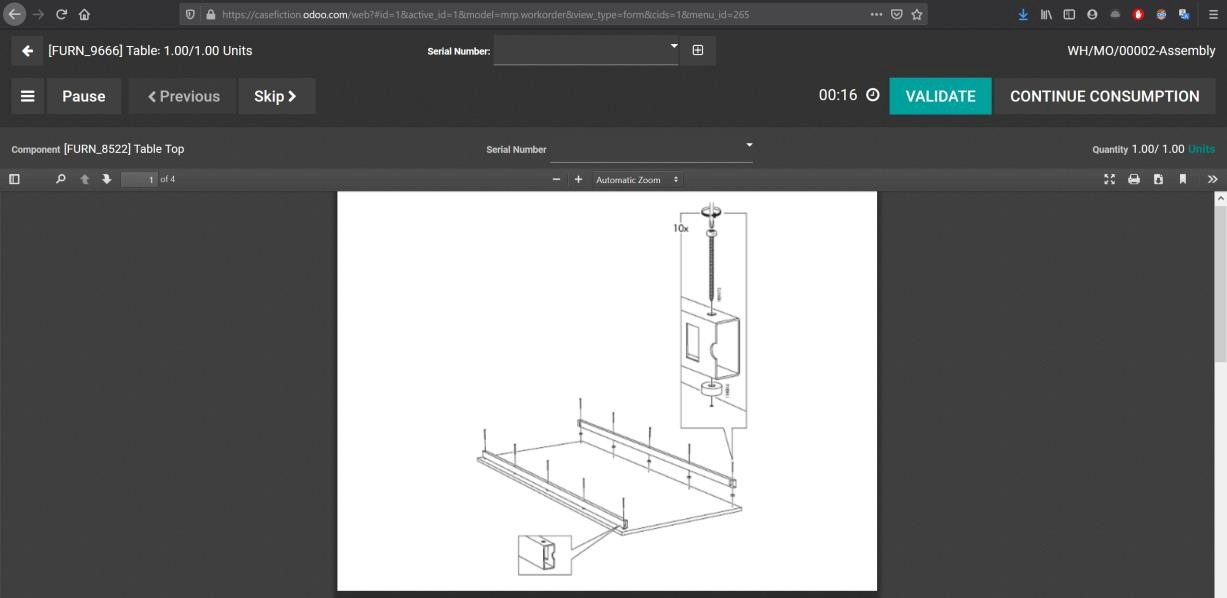 https://casefiction.odoo.com/web?#id=1&active_id=1&model=mrp.workorder&view_type=form&cids=1&menu_id=265
[FURN_9666] Table: 1.00/1.00 Units Serial Number: WH/MO/00002-Assembly
Pause Previous Skip 00:16 VALIDATE CONTINUE CONSUMPTION
Component [FURN_8522] Table Top Serial Number Quantity 1.00/ 1.00 Units
1 of 4 Automatic Zoom
10x